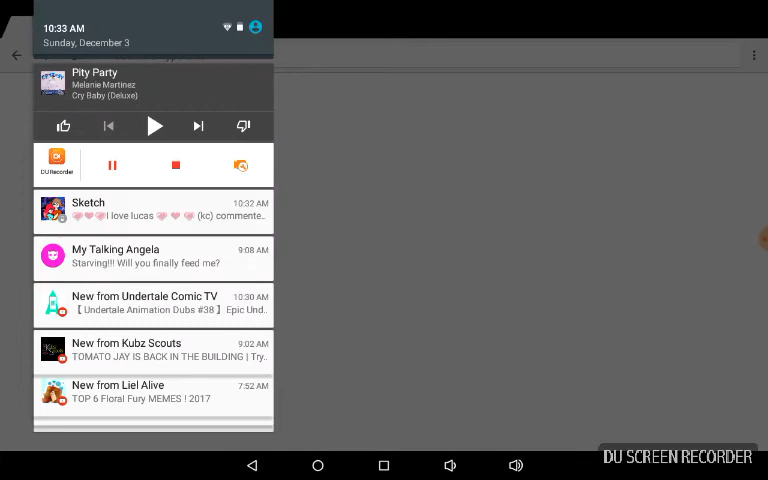 10:33 AM
Sunday, December 3
Pity Party
Melanie Martinez
Cry Baby (Deluxe)
DU Recorder
Sketch 10:32 AM
I love lucas (kc) commente..
My Talking Angela 9:08 AM
Starving!!! Will you finally feed me?
New from Undertale Comic TV 10:30 AM
【 Undertale Animation Dubs #38 】 Epic Und..
New from Kubz Scouts 9:02 AM
TOMATO JAY IS BACK IN THE BUILDING | Try..
New from Liel Alive 7:52 AM
TOP 6 Floral Fury MEMES ! 2017
DU SCREEN RECORDER